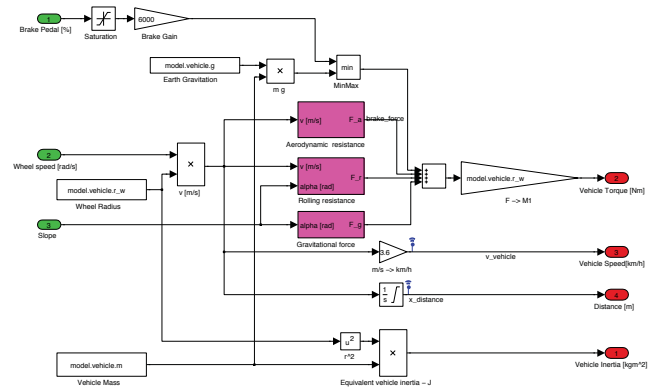 1
Brake Pedal [%]
Saturation
6000
Brake Gain
model.vehicle.g
Earth Gravitation
×
m g
min
MinMax
brake_force
v [m/s]
F_a
Aerodynamic resistance
2
Wheel speed [rad/s]
×
v [m/s]
model.vehicle.r_w
Wheel Radius
v [m/s]
alpha [rad]
F_r
Rolling resistance
3
Slope
alpha [rad]
F_g
Gravitational force
model.vehicle.r_w
F −> M1
2
Vehicle Torque [Nm]
3.6
m/s −> km/h
v_vehicle
3
Vehicle Speed[km/h]
1
s
x_distance
4
Distance [m]
u^2
r^2
model.vehicle.m
Vehicle Mass
×
Equivalent vehicle inertia − J
1
Vehicle Inertia [kgm^2]